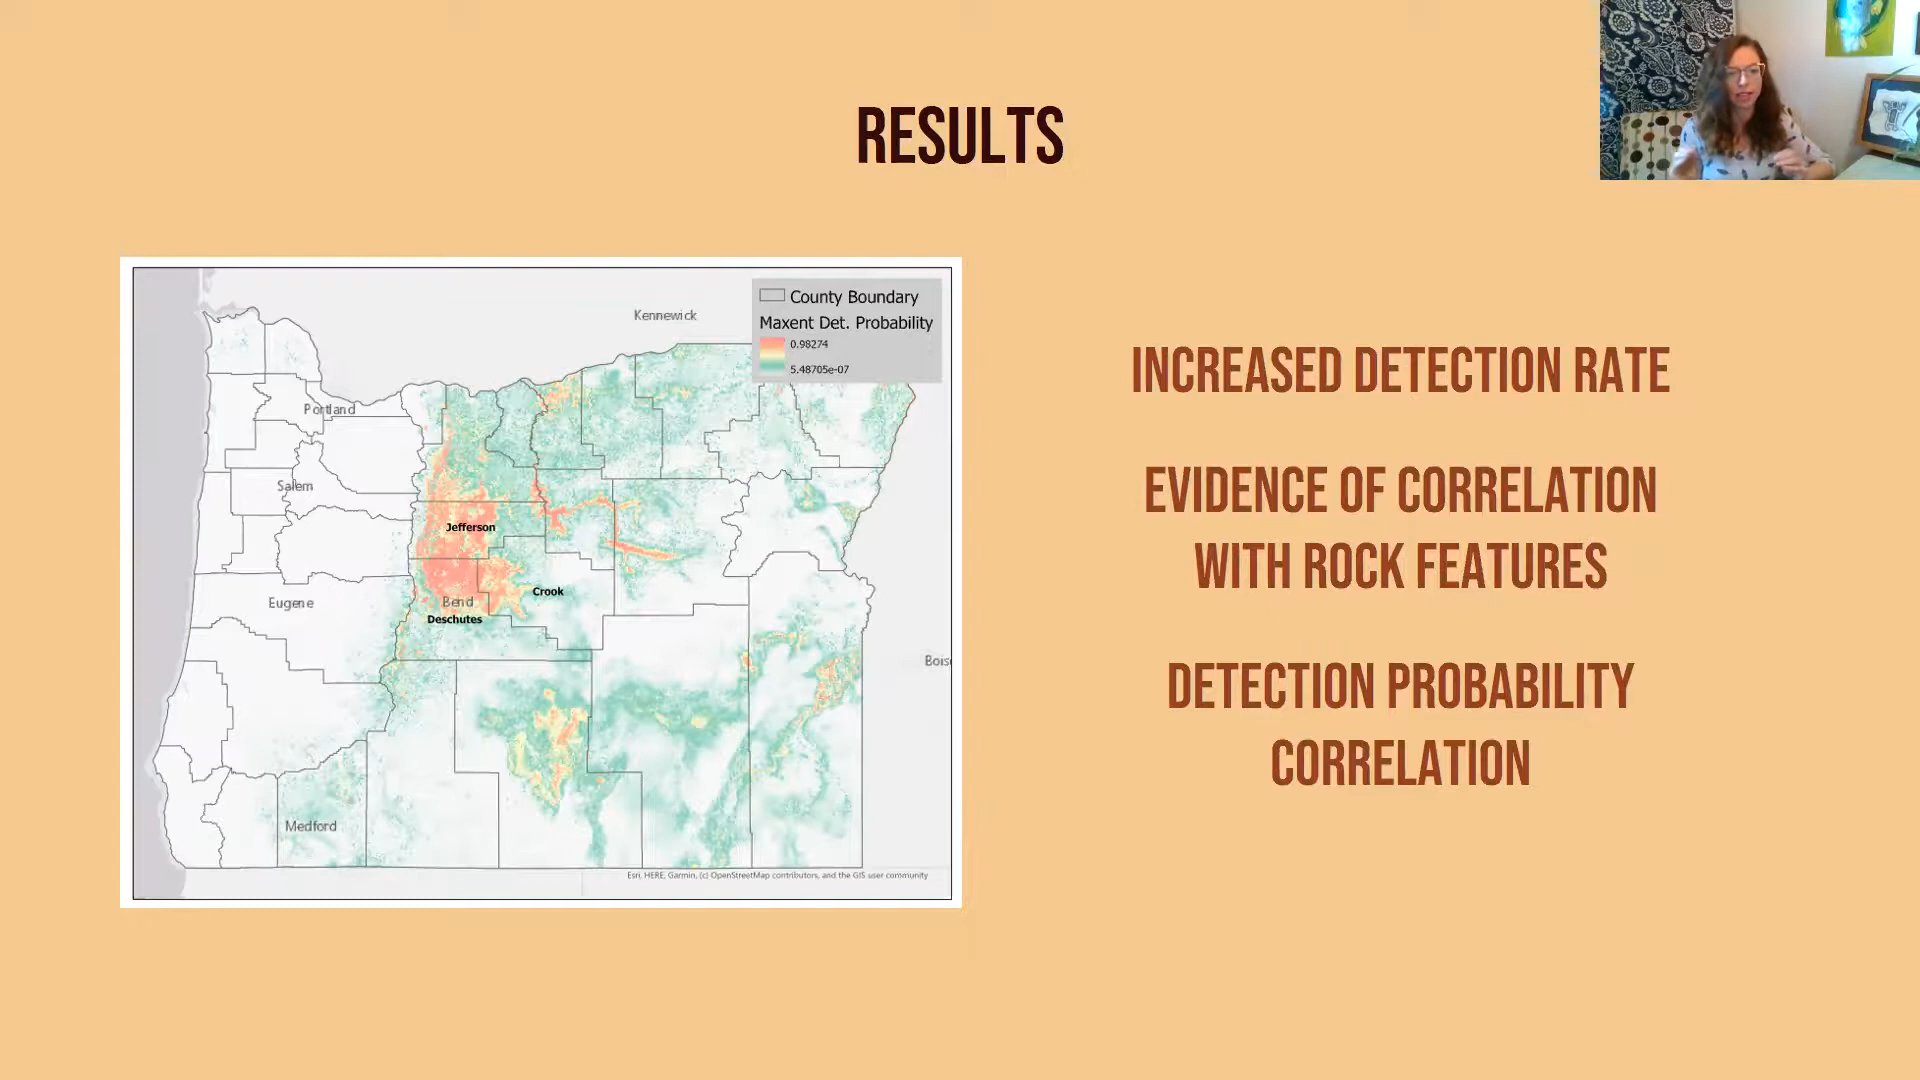 RESULTS
Kennewick
County Boundary
Maxent Det. Probability
0.98274
5.48705e-07
Portland
Salem
Jefferson
Eugene
Bend
Crook
Deschutes
Boise
Medford
Esri, HERE, Garmin, (c) OpenStreetMap contributors, and the GIS user community
INCREASED DETECTION RATE
EVIDENCE OF CORRELATION
WITH ROCK FEATURES
DETECTION PROBABILITY
CORRELATION